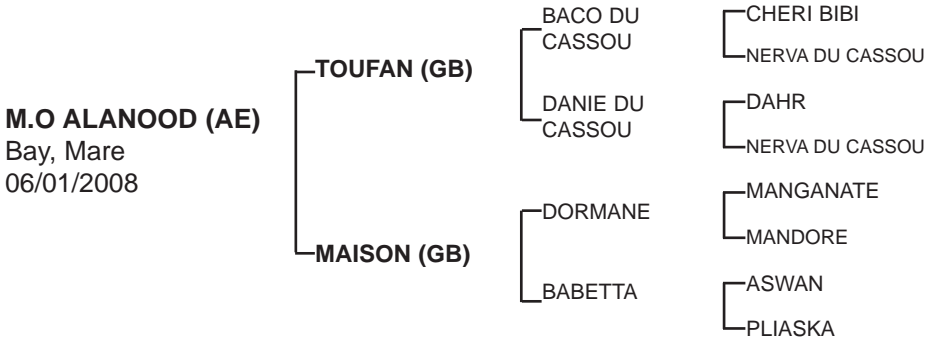 M.O ALANOOD (AE)
Bay, Mare
06/01/2008
TOUFAN (GB)
MAISON (GB)
BACO DU
CASSOU
DANIE DU
CASSOU
DORMANE
BABETTA
CHERI BIBI
NERVA DU CASSOU
DAHR
NERVA DU CASSOU
MANGANATE
MANDORE
ASWAN
PLIASKA